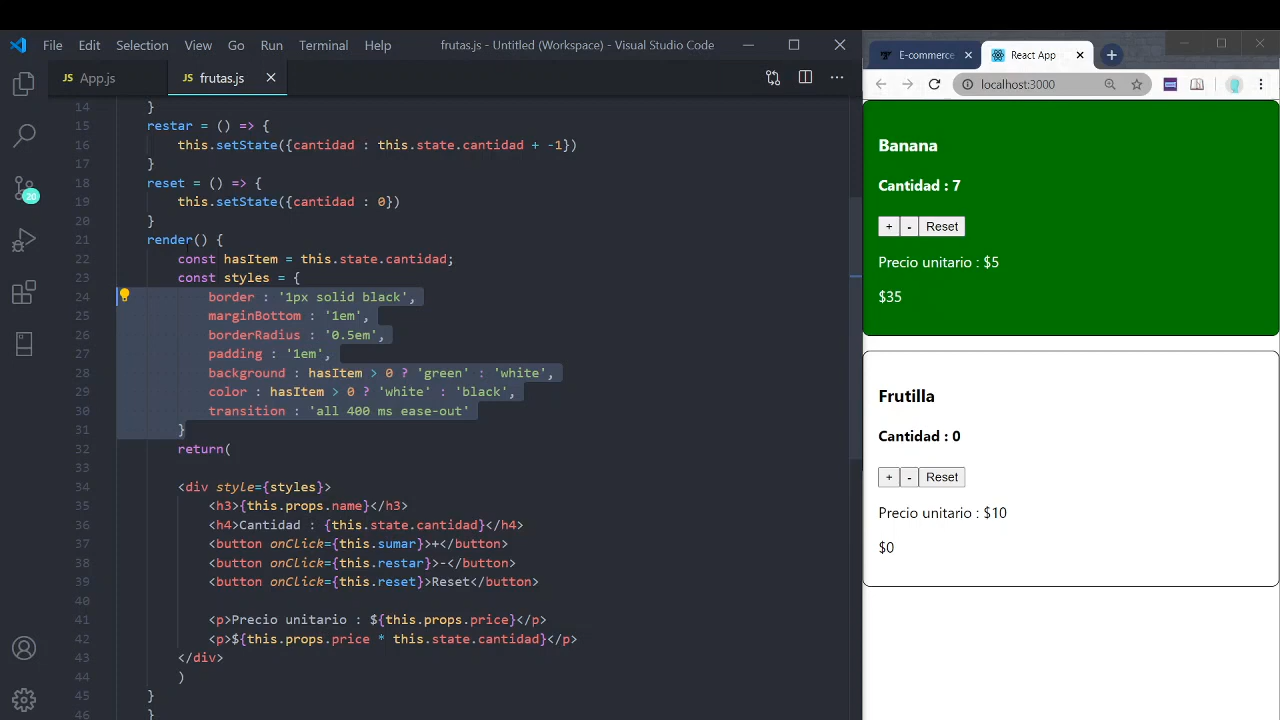 File Edit Selection View Go Run Terminal Help frutas.js - Untitled (Workspace) - Visual Studio Code
JS App.js JS frutas.js
20
14 }
15 restar = () => {
16 this.setState({cantidad : this.state.cantidad + -1})
17 }
18 reset = () => {
19 this.setState({cantidad : 0})
20 }
21 render() {
22 const hasItem = this.state.cantidad;
23 const styles = {
24 border : '1px solid black',
25 marginBottom : '1em',
26 borderRadius : '0.5em',
27 padding : '1em',
28 background : hasItem > 0 ? 'green' : 'white',
29 color : hasItem > 0 ? 'white' : 'black',
30 transition : 'all 400 ms ease-out'
31 }
32 return(
33
34 <div style={styles}>
35 <h3>{this.props.name}</h3>
36 <h4>Cantidad : {this.state.cantidad}</h4>
37 <button onClick={this.sumar}>+</button>
38 <button onClick={this.restar}>-</button>
39 <button onClick={this.reset}>Reset</button>
40
41 <p>Precio unitario : ${this.props.price}</p>
42 <p>${this.props.price * this.state.cantidad}</p>
43 </div>
44 )
45 }
46 }
E-commerce React App
localhost:3000
Banana
Cantidad : 7
+ - Reset
Precio unitario : $5
$35
Frutilla
Cantidad : 0
+ - Reset
Precio unitario : $10
$0